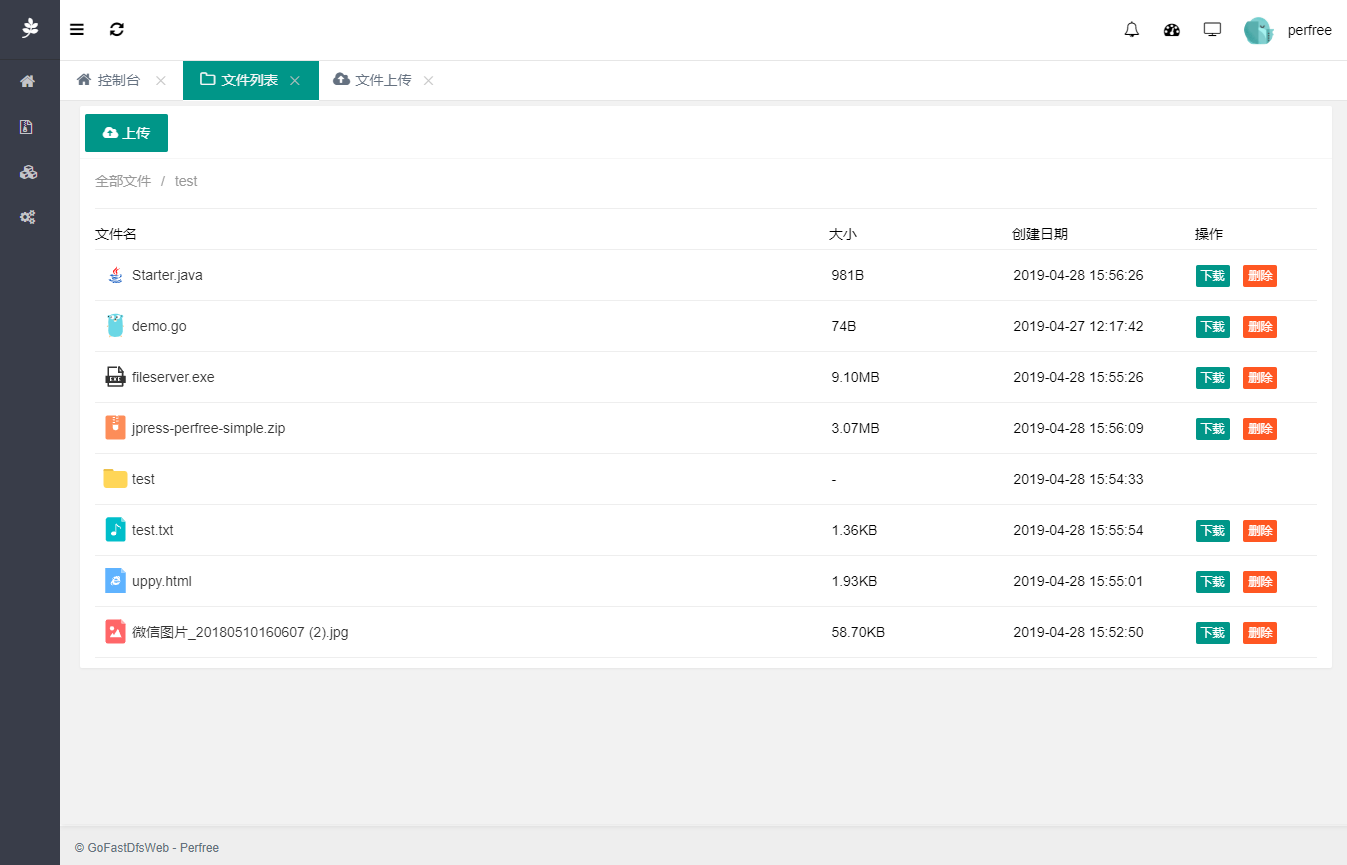 perfree
控制台 文件列表 文件上传
上传
全部文件 / test
文件名 大小 创建日期 操作
Starter.java 981B 2019-04-28 15:56:26 下载 删除
demo.go 74B 2019-04-27 12:17:42 下载 删除
EXE fileserver.exe 9.10MB 2019-04-28 15:55:26 下载 删除
jpress-perfree-simple.zip 3.07MB 2019-04-28 15:56:09 下载 删除
test - 2019-04-28 15:54:33
test.txt 1.36KB 2019-04-28 15:55:54 下载 删除
uppy.html 1.93KB 2019-04-28 15:55:01 下载 删除
微信图片_20180510160607 (2).jpg 58.70KB 2019-04-28 15:52:50 下载 删除
© GoFastDfsWeb - Perfree